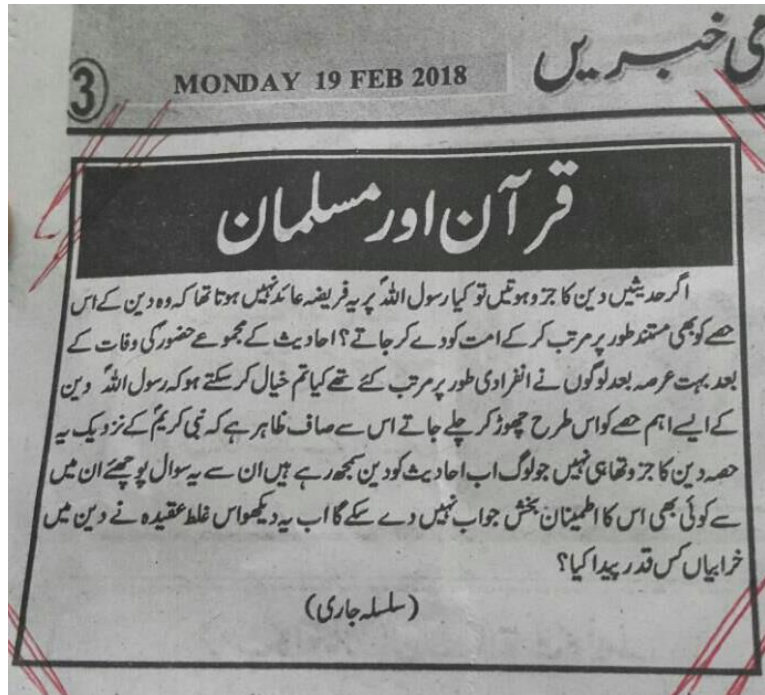 می خبریں
3
MONDAY 19 FEB 2018
قرآن اور مسلمان
اگر حدیثیں دین کا جزو ہوتیں تو کیا رسول اللہؐ پر یہ فریضہ عائد نہیں ہوتا تھا کہ وہ دین کے اس
حصے کو بھی مستند طور پر مرتب کر کے امت کو دے کر جاتے؟ احادیث کے مجموعے حضورؐ کی وفات کے
بعد بہت عرصہ بعد لوگوں نے انفرادی طور پر مرتب کئے تھے کیا تم خیال کر سکتے ہو کہ رسول اللہؐ دین
کے ایسے اہم حصے کو اس طرح چھوڑ کر چلے جاتے اس سے صاف ظاہر ہے کہ نبی کریمؐ کے نزدیک یہ
حصہ دین کا جزو تھا ہی نہیں جو لوگ اب احادیث کو دین سمجھ رہے ہیں ان سے یہ سوال پوچھئے ان میں
سے کوئی بھی اس کا اطمینان بخش جواب نہیں دے سکے گا اب یہ دیکھو اس غلط عقیدہ نے دین میں
خرابیاں کس قدر پیدا کیا؟
(سلسلہ جاری)